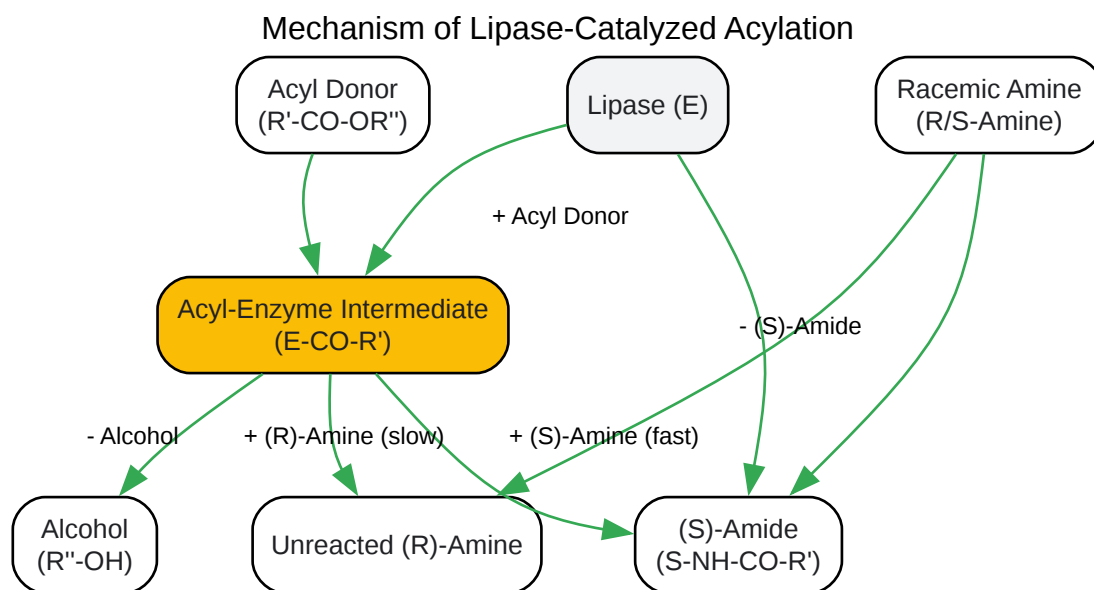 Mechanism of Lipase-Catalyzed Acylation
Acyl Donor
(R'-CO-OR'')
Lipase (E)
Racemic Amine
(R/S-Amine)
+ Acyl Donor
Acyl-Enzyme Intermediate
(E-CO-R')
- (S)-Amide
- Alcohol
+ (R)-Amine (slow)
+ (S)-Amine (fast)
Alcohol
(R''-OH)
Unreacted (R)-Amine
(S)-Amide
(S-NH-CO-R')